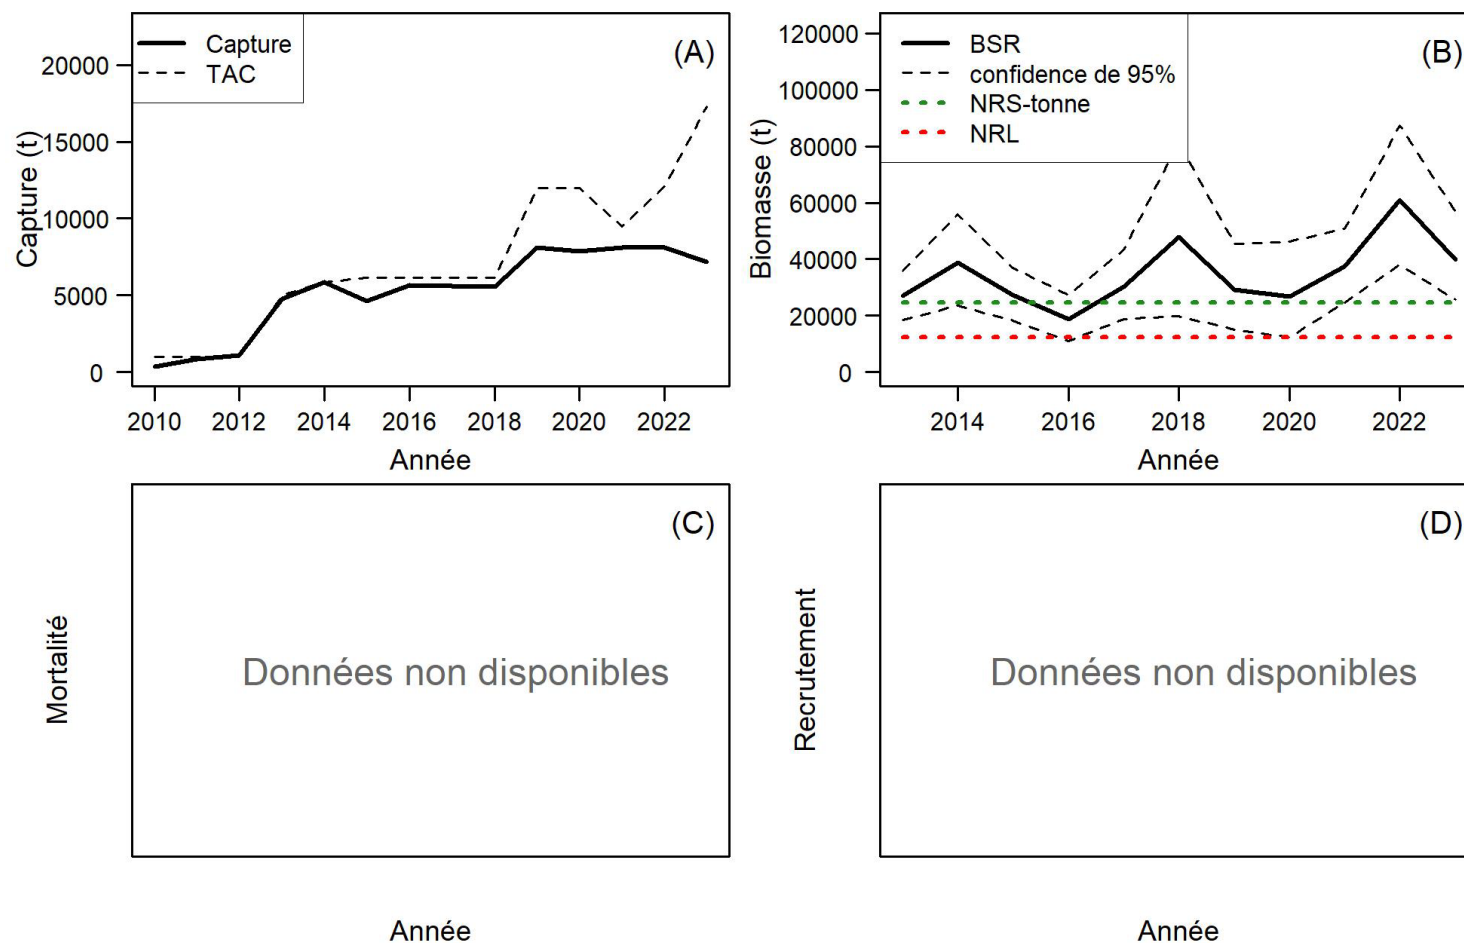 Capture
TAC
(A)
Capture (t)
20000
15000
10000
5000
0
2010 2012 2014 2016 2018 2020 2022
Année
BSR
confidence de 95%
NRS-tonne
NRL
(B)
Biomasse (t)
120000
100000
80000
60000
40000
20000
0
2014 2016 2018 2020 2022
Année
(C)
Mortalité
Données non disponibles
Année
(D)
Recrutement
Données non disponibles
Année